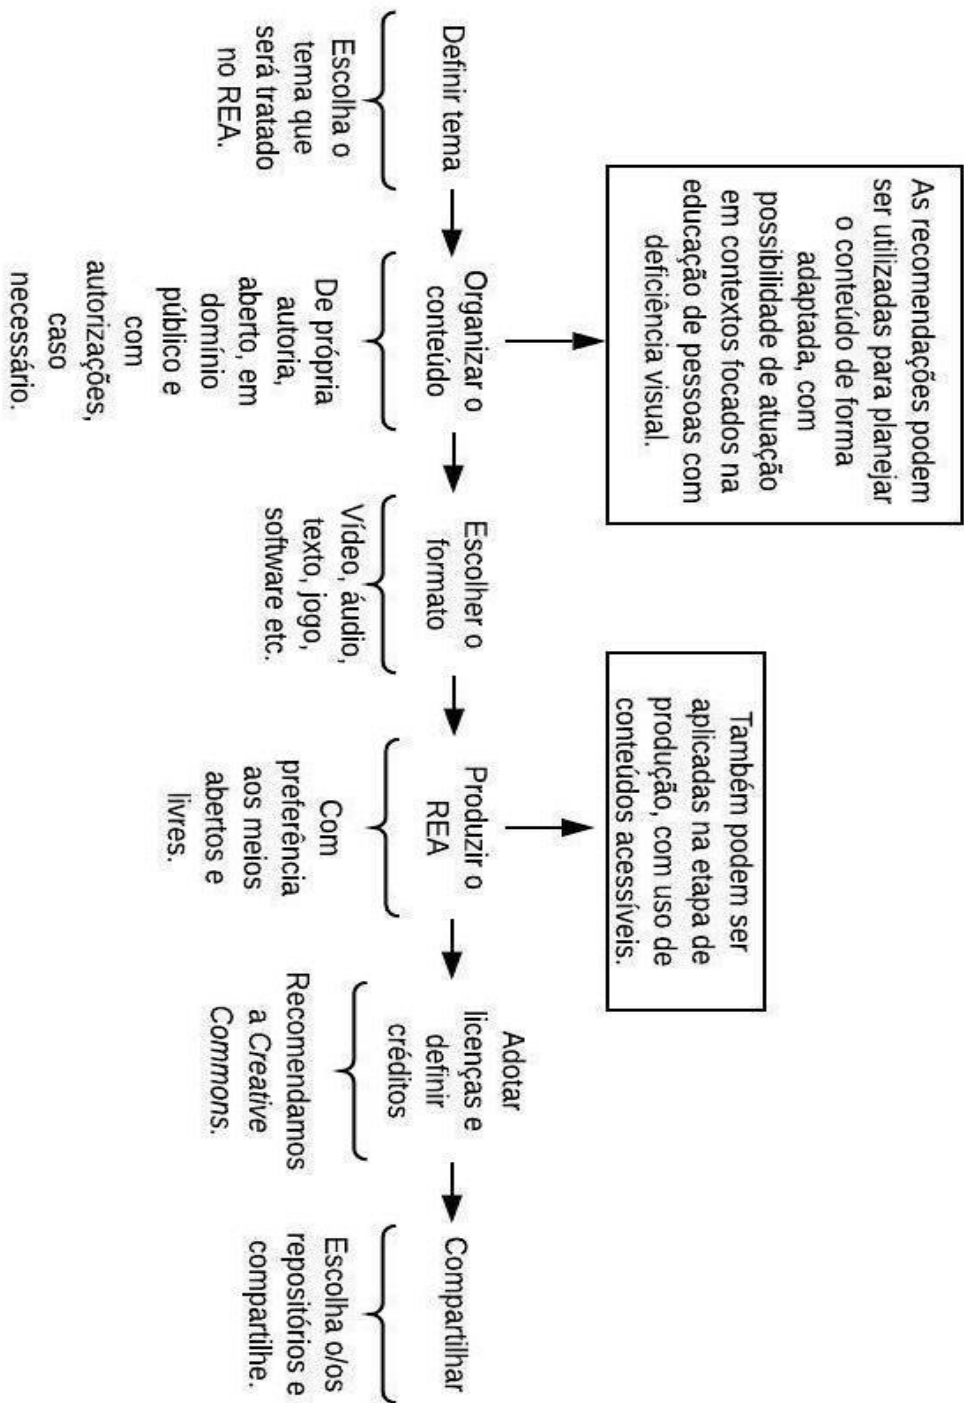 As recomendações podem
ser utilizadas para planejar
o conteúdo de forma
adaptada, com
possibilidade de atuação
em contextos focados na
educação de pessoas com
deficiência visual.
Também podem ser
aplicadas na etapa de
produção, com uso de
conteúdos acessíveis.
Definir tema
Escolha o
tema que
será tratado
no REA.
Organizar o
conteúdo
De própria
autoria,
aberto, em
domínio
público e
com
autorizações,
caso
necessário.
Escolher o
formato
Vídeo, áudio,
texto, jogo,
software etc.
Produzir o
REA
Com
preferência
aos meios
abertos e
livres.
Adotar
licenças e
definir
créditos
Recomendamos
a Creative
Commons.
Compartilhar
Escolha o/os
repositórios e
compartilhe.